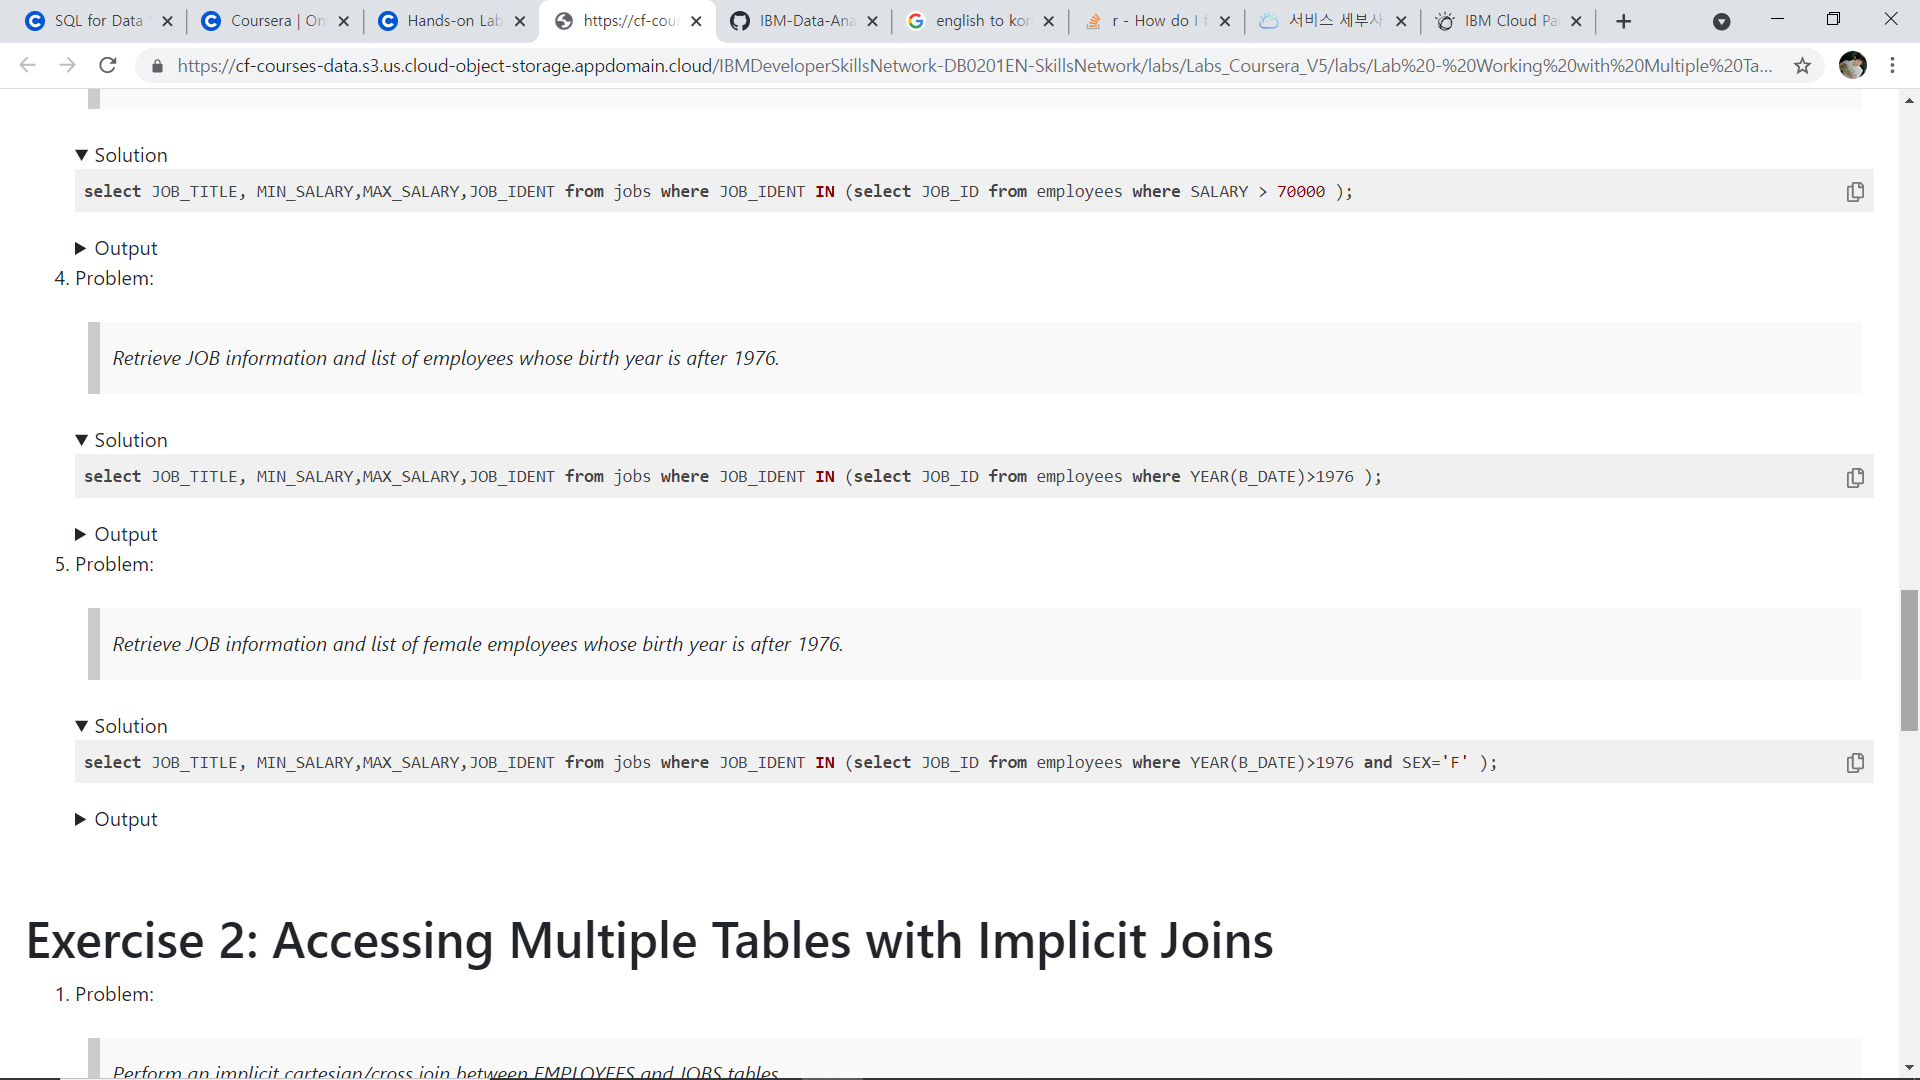 SQL for Data
Coursera | On
Hands-on Lab
https://cf-cou
IBM-Data-Ana
english to kor
r - How do I f
서비스 세부사
IBM Cloud Pa
https://cf-courses-data.s3.us.cloud-object-storage.appdomain.cloud/IBMDeveloperSkillsNetwork-DB0201EN-SkillsNetwork/labs/Labs_Coursera_V5/labs/Lab%20-%20Working%20with%20Multiple%20Ta...
▼ Solution
select JOB_TITLE, MIN_SALARY,MAX_SALARY,JOB_IDENT from jobs where JOB_IDENT IN (select JOB_ID from employees where SALARY > 70000 );
▶ Output
4. Problem:
Retrieve JOB information and list of employees whose birth year is after 1976.
▼ Solution
select JOB_TITLE, MIN_SALARY,MAX_SALARY,JOB_IDENT from jobs where JOB_IDENT IN (select JOB_ID from employees where YEAR(B_DATE)>1976 );
▶ Output
5. Problem:
Retrieve JOB information and list of female employees whose birth year is after 1976.
▼ Solution
select JOB_TITLE, MIN_SALARY,MAX_SALARY,JOB_IDENT from jobs where JOB_IDENT IN (select JOB_ID from employees where YEAR(B_DATE)>1976 and SEX='F' );
▶ Output
Exercise 2: Accessing Multiple Tables with Implicit Joins
1. Problem:
Perform an implicit cartesian/cross join between EMPLOYEES and JOBS tables.